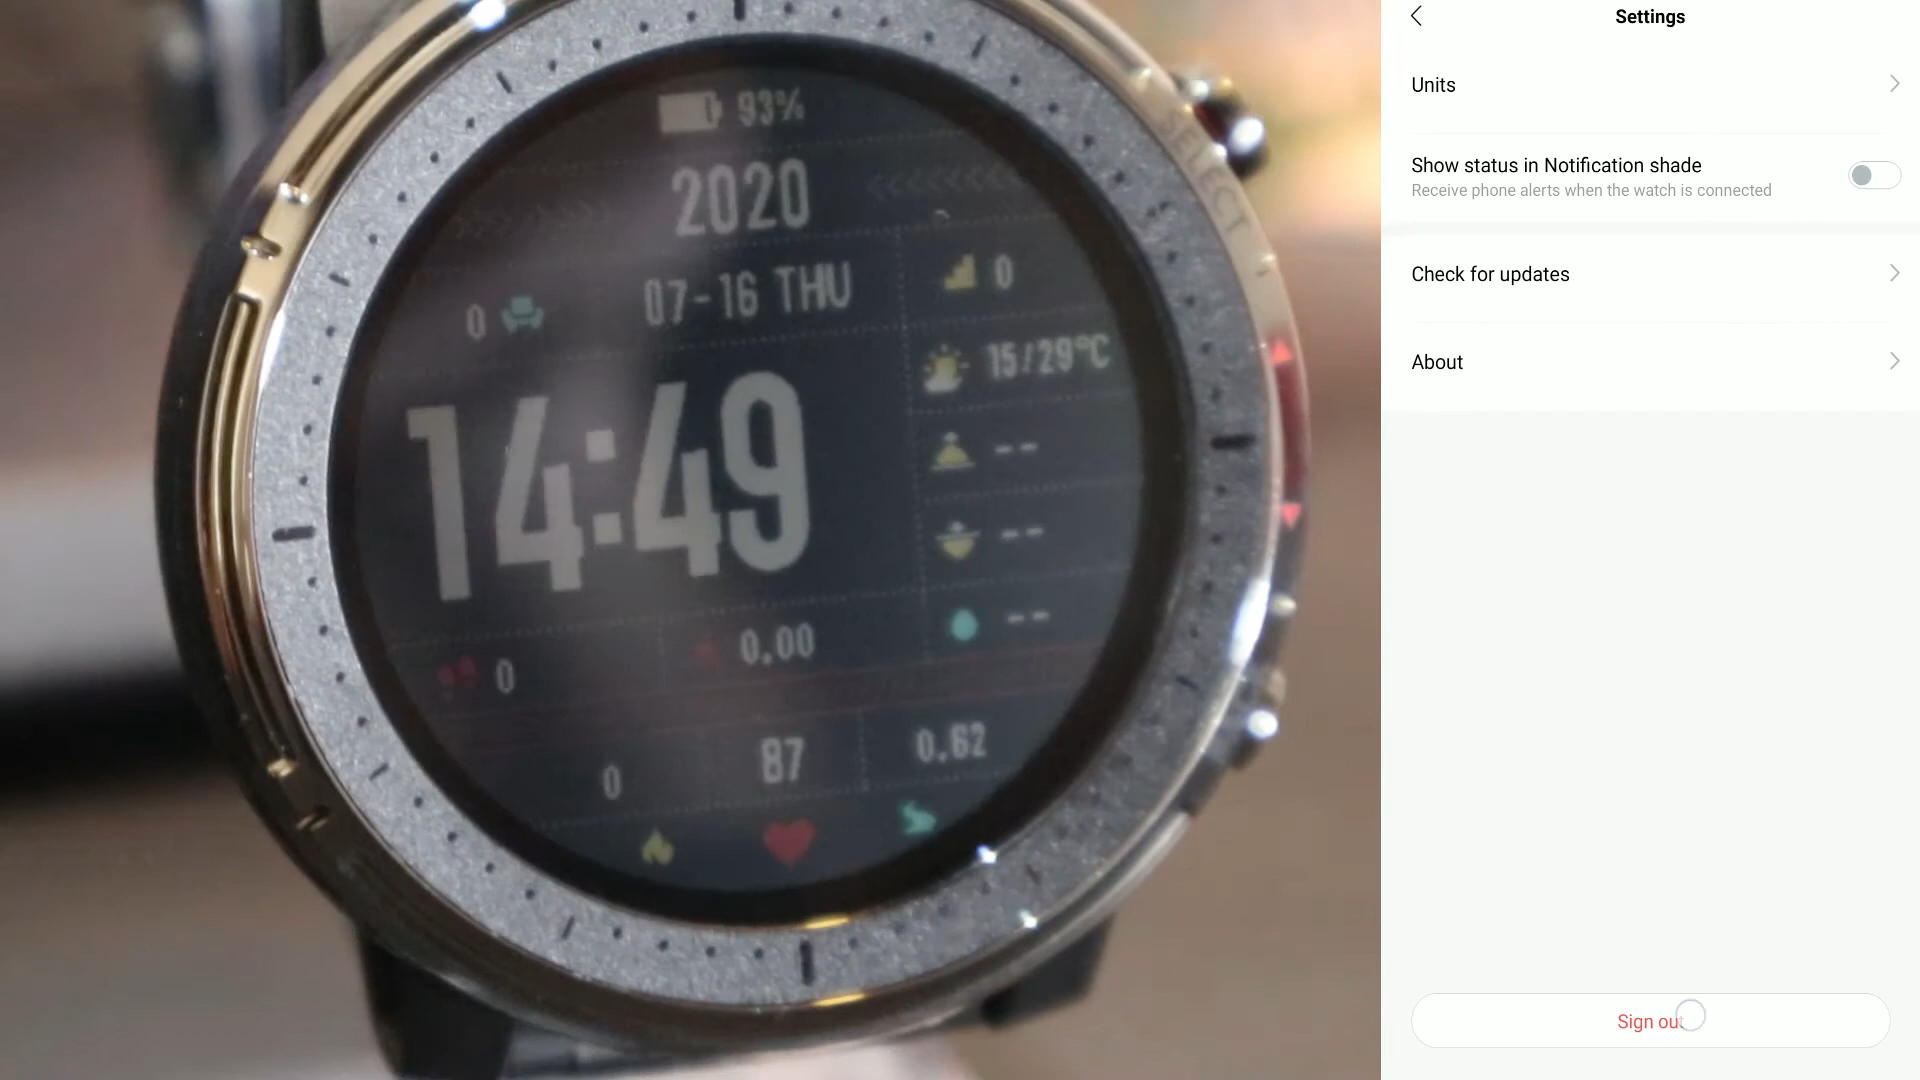 93%
2020
SELECT
07-16 THU
0
0
15/29°C
14:49
--
--
--
0.00
0
87
0.62
0
Settings
Units
Show status in Notification shade
Receive phone alerts when the watch is connected
Check for updates
About
Sign out